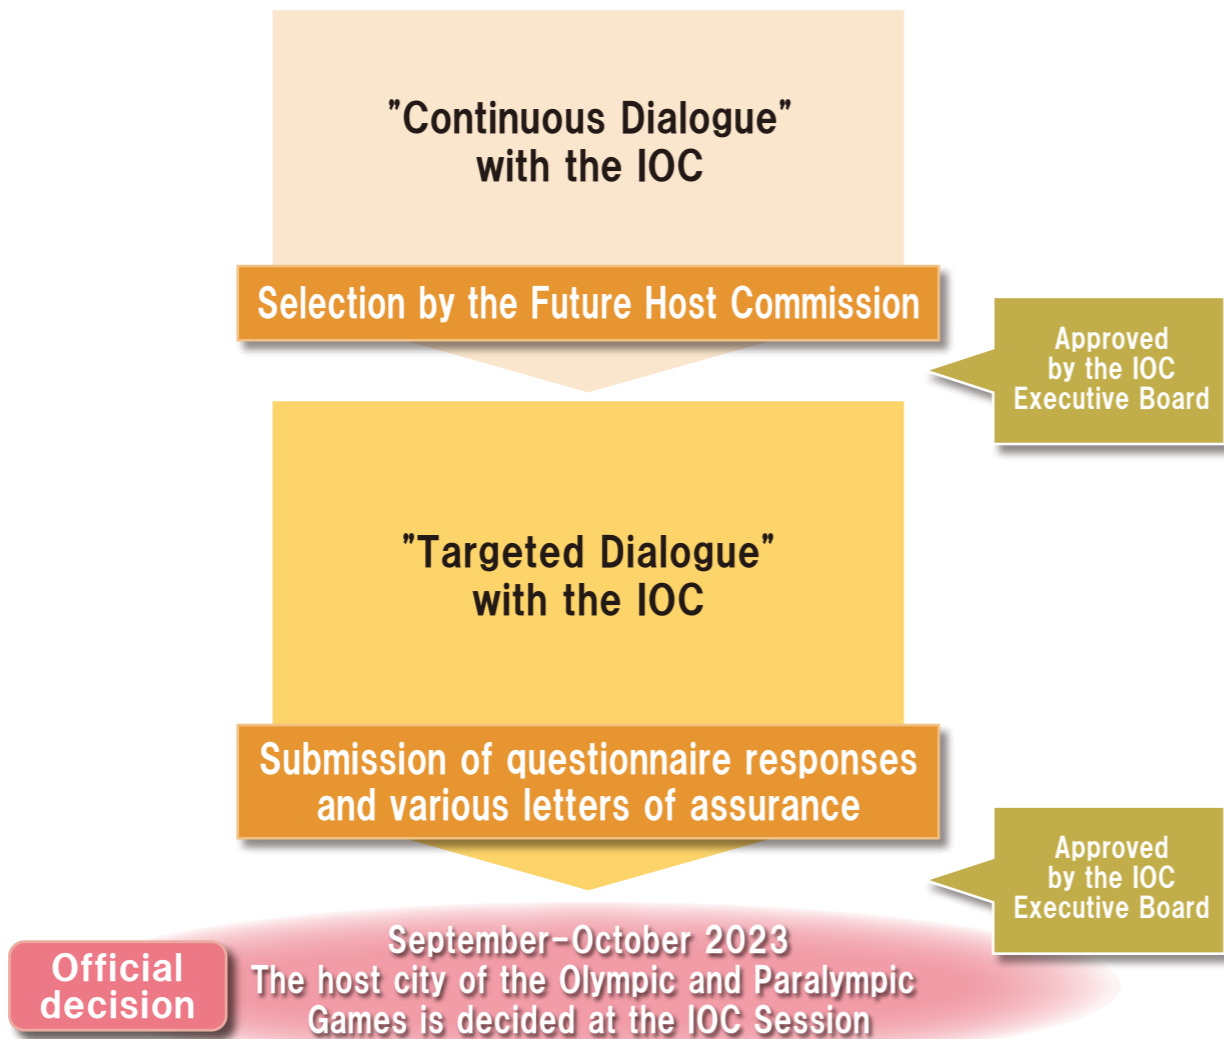 "Continuous Dialogue"
with the IOC
Selection by the Future Host Commission
Approved
by the IOC
Executive Board
"Targeted Dialogue"
with the IOC
Submission of questionnaire responses
and various letters of assurance
Approved
by the IOC
Executive Board
Official
decision
September-October 2023
The host city of the Olympic and Paralympic
Games is decided at the IOC Session